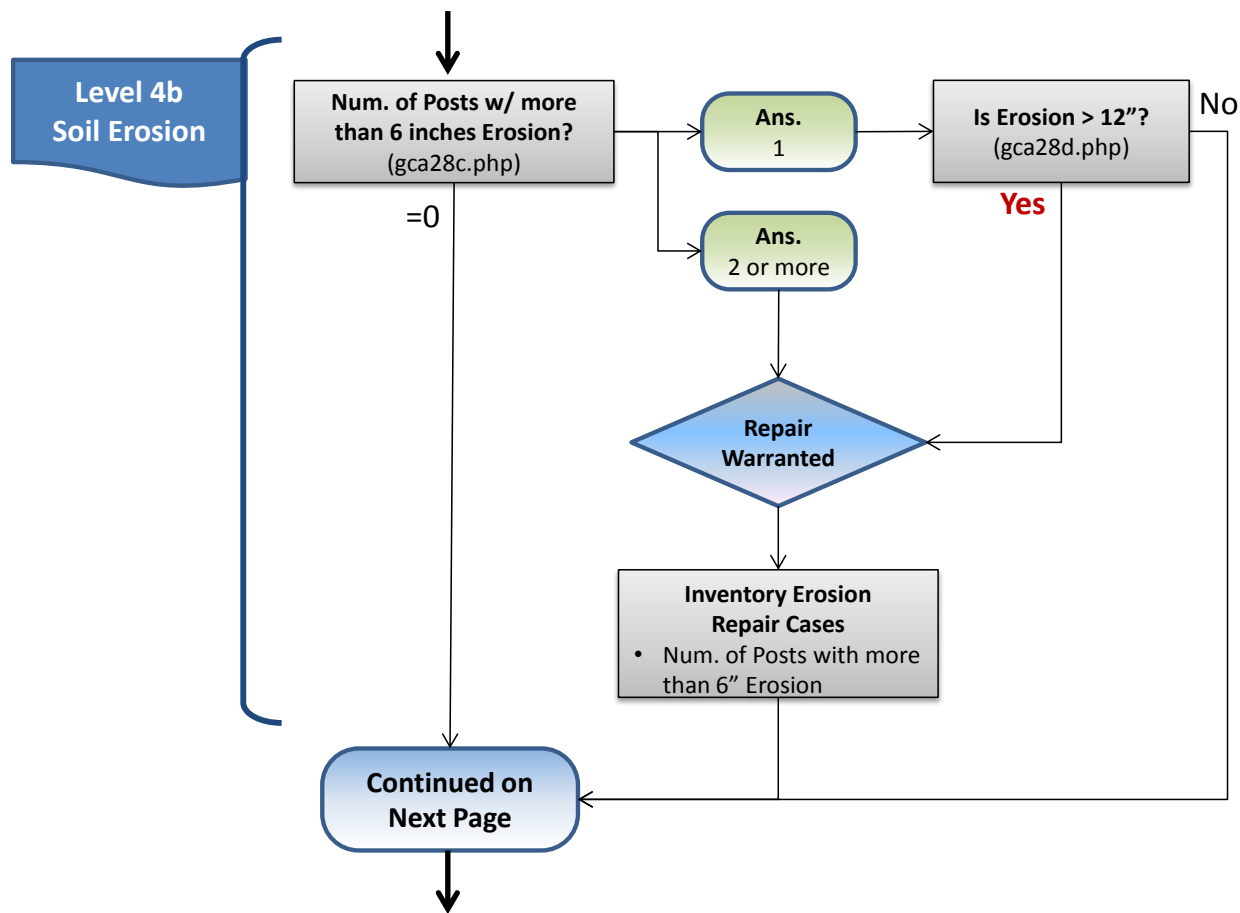 Level 4b
Soil Erosion
Num. of Posts w/ more
than 6 inches Erosion?
(gca28c.php)
=0
Ans.
1
Is Erosion > 12”?
(gca28d.php)
No
Yes
Ans.
2 or more
Repair
Warranted
Inventory Erosion
Repair Cases
• Num. of Posts with more
than 6” Erosion
Continued on
Next Page